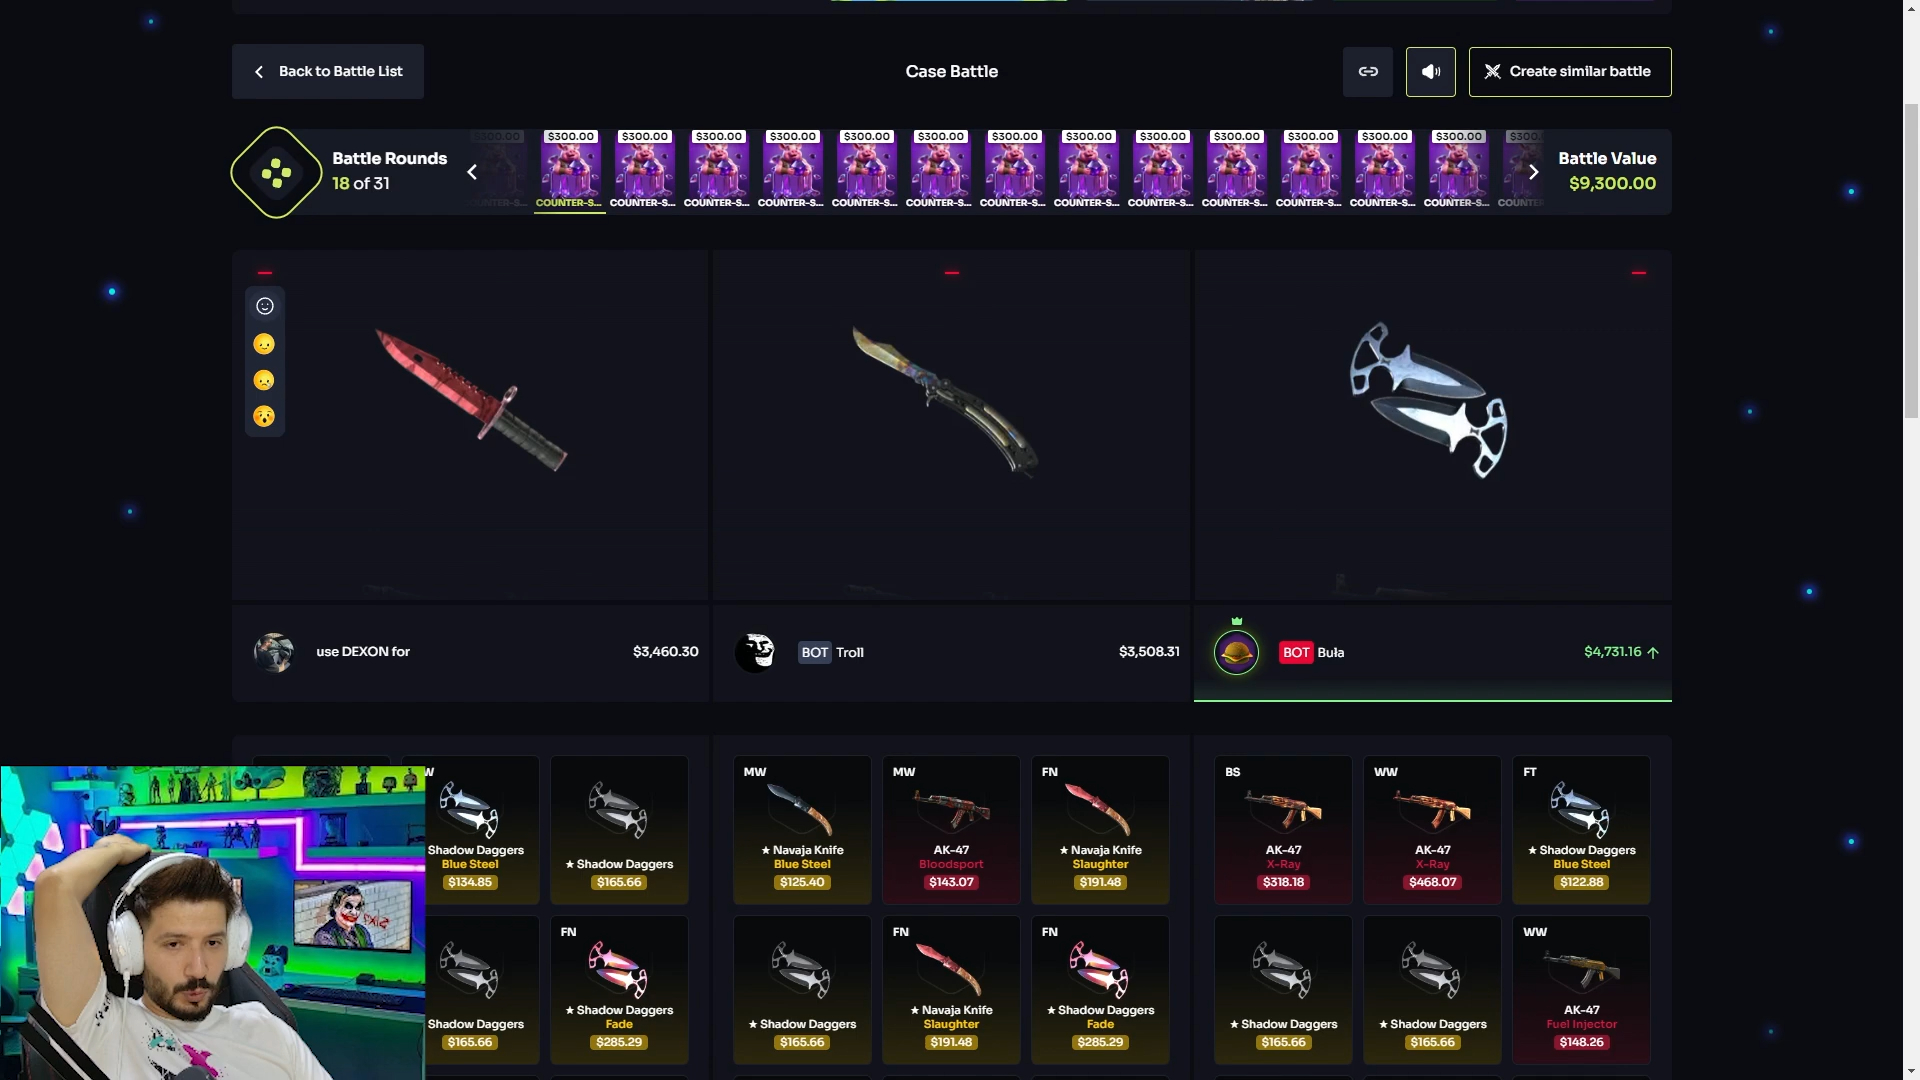 Back to Battle List
Case Battle
Create similar battle
Battle Rounds
18 of 31
$300.00 $300.00 $300.00 $300.00 $300.00 $300.00 $300.00 $300.00 $300.00 $300.00 $300.00 $300.00 $300.00 $300.00
COUNTER-S... COUNTER-S... COUNTER-S... COUNTER-S... COUNTER-S... COUNTER-S... COUNTER-S... COUNTER-S... COUNTER-S... COUNTER-S... COUNTER-S... COUNTER-S... COUNTER-S...
Battle Value
$9,300.00
use DEXON for
$3,460.30
BOT Troll
$3,508.31
BOT Buła
$4,731.16
Shadow Daggers
Blue Steel
$134.85
★ Shadow Daggers
$165.66
MW
★ Navaja Knife
Blue Steel
$125.40
MW
AK-47
Bloodsport
$143.07
FN
★ Navaja Knife
Slaughter
$191.48
BS
AK-47
X-Ray
$318.18
WW
AK-47
X-Ray
$468.07
FT
★ Shadow Daggers
Blue Steel
$122.88
Shadow Daggers
$165.66
FN
★ Shadow Daggers
Fade
$285.29
★ Shadow Daggers
$165.66
FN
★ Navaja Knife
Slaughter
$191.48
FN
★ Shadow Daggers
Fade
$285.29
★ Shadow Daggers
$165.66
★ Shadow Daggers
$165.66
WW
AK-47
Fuel Injector
$148.26